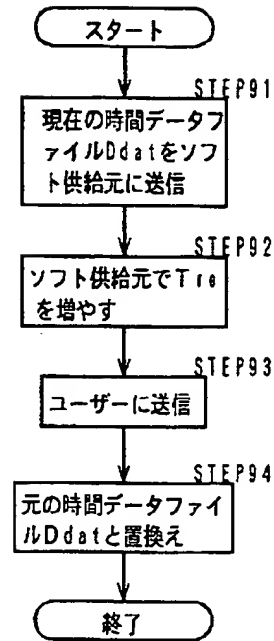 スタート
STEP91
現在の時間データフ
ァイルDdatをソフ
ト供給元に送信
STEP92
ソフト供給元でTre
を増やす
STEP93
ユーザーに送信
STEP94
元の時間データファイ
ルDdatと置換え
終了